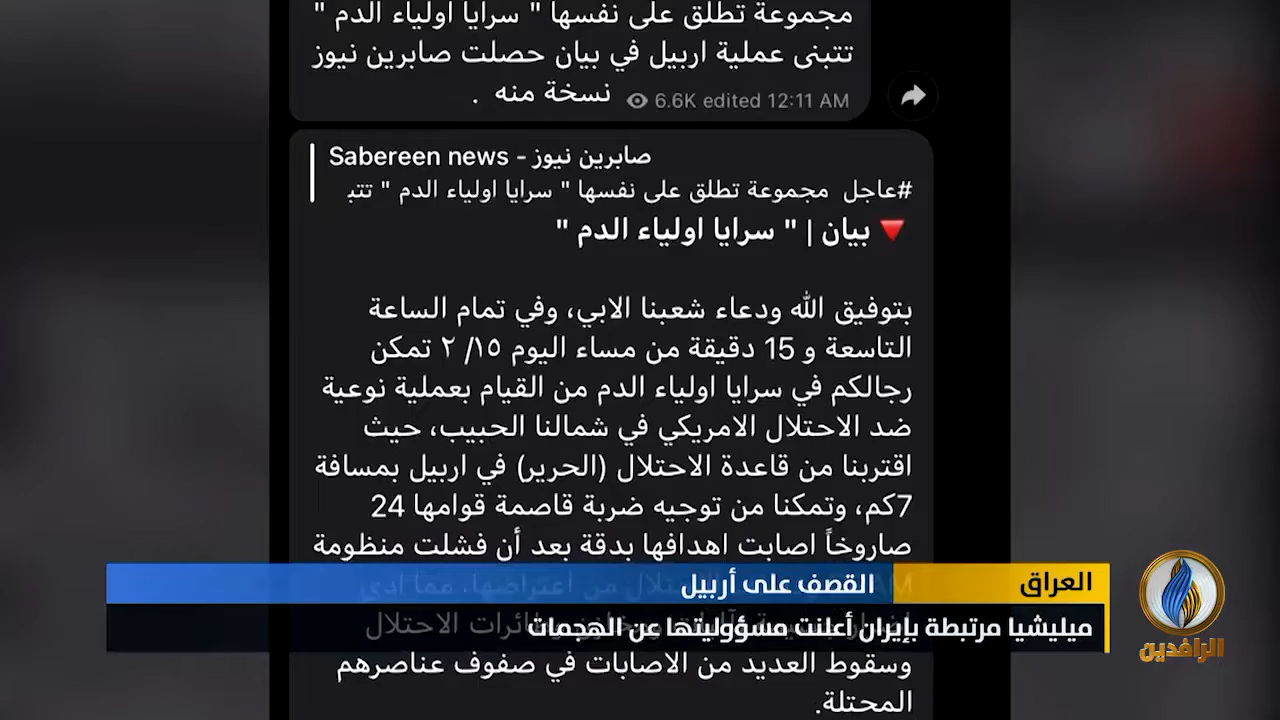 مجموعة تطلق على نفسها " سرايا اولياء الدم "
تتبنى عملية اربيل في بيان حصلت صابرين نيوز
نسخة منه .
6.6K edited 12:11 AM
Sabereen news - صابرين نيوز
#عاجل مجموعة تطلق على نفسها " سرايا اولياء الدم " تتب
🔻 بيان | " سرايا اولياء الدم "
بتوفيق الله ودعاء شعبنا الابي، وفي تمام الساعة
التاسعة و 15 دقيقة من مساء اليوم ١٥/ ٢ تمكن
رجالكم في سرايا اولياء الدم من القيام بعملية نوعية
ضد الاحتلال الامريكي في شمالنا الحبيب، حيث
اقتربنا من قاعدة الاحتلال (الحرير) في اربيل بمسافة
7كم، وتمكنا من توجيه ضربة قاصمة قوامها 24
صاروخاً اصابت اهدافها بدقة بعد أن فشلت منظومة
الاحتلال من اعتراضها، مما ادى
الاحتلال
وسقوط العديد من الاصابات في صفوف عناصرهم
المحتلة.
العراق
القصف على أربيل
ميليشيا مرتبطة بإيران أعلنت مسؤوليتها عن الهجمات
الرافدين